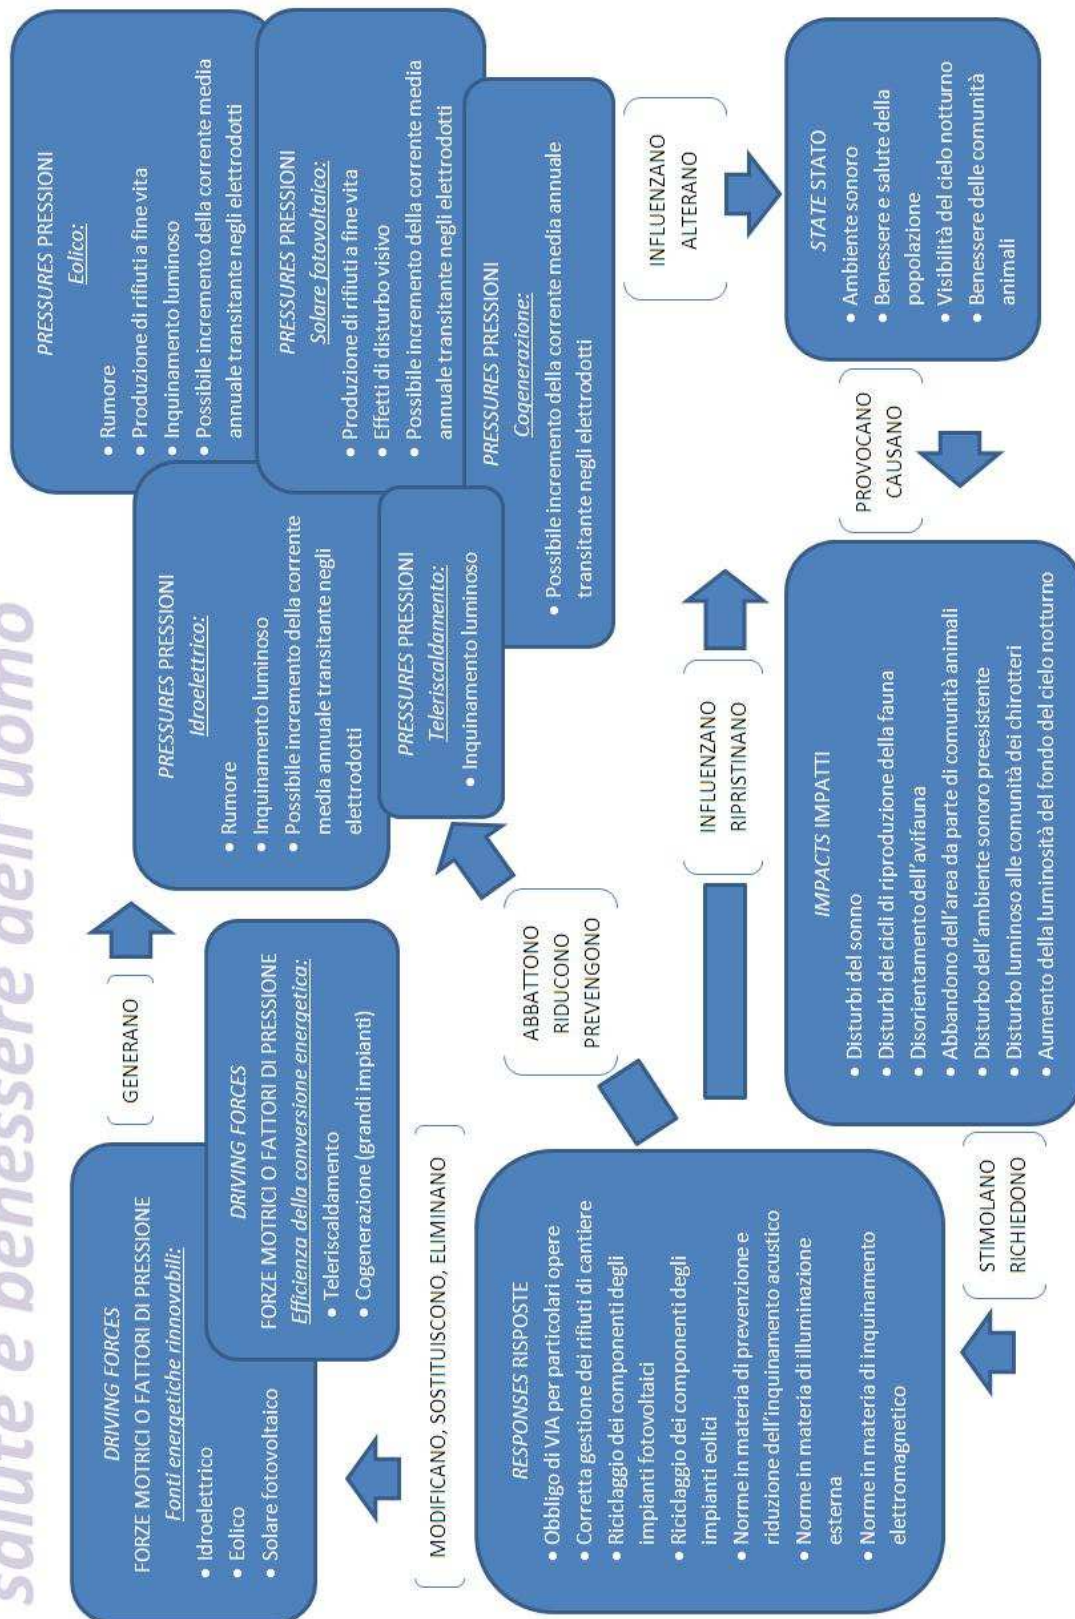 salute e benessere dell'uomo
DRIVING FORCES
FORZE MOTRICI O FATTORI DI PRESSIONE
Fonti energetiche rinnovabili:
• Idroelettrico
• Eolico
• Solare fotovoltaico
DRIVING FORCES
FORZE MOTRICI O FATTORI DI PRESSIONE
Efficienza della conversione energetica:
• Teleriscaldamento
• Cogenerazione (grandi impianti)
GENERANO
PRESSURES PRESSIONI
Idroelettrico:
• Rumore
• Inquinamento luminoso
• Possibile incremento della corrente
media annuale transitante negli
elettrodotti
PRESSURES PRESSIONI
Eolico:
• Rumore
• Produzione di rifiuti a fine vita
• Inquinamento luminoso
• Possibile incremento della corrente media
annuale transitante negli elettrodotti
PRESSURES PRESSIONI
Solare fotovoltaico:
• Produzione di rifiuti a fine vita
• Effetti di disturbo visivo
• Possibile incremento della corrente media
annuale transitante negli elettrodotti
PRESSURES PRESSIONI
Teleriscaldamento:
• Inquinamento luminoso
PRESSURES PRESSIONI
Cogenerazione:
• Possibile incremento della corrente media annuale
transitante negli elettrodotti
MODIFICANO, SOSTITUISCONO, ELIMINANO
ABBATTONO
RIDUCONO
PREVENGONO
INFLUENZANO
ALTERANO
RESPONSES RISPOSTE
• Obbligo di VIA per particolari opere
• Corretta gestione dei rifiuti di cantiere
• Riciclaggio dei componenti degli
impianti fotovoltaici
• Riciclaggio dei componenti degli
impianti eolici
• Norme in materia di prevenzione e
riduzione dell'inquinamento acustico
• Norme in materia di illuminazione
esterna
• Norme in materia di inquinamento
elettromagnetico
INFLUENZANO
RIPRISTINANO
STATE STATO
• Ambiente sonoro
• Benessere e salute della
popolazione
• Visibilità del cielo notturno
• Benessere delle comunità
animali
PROVOCANO
CAUSANO
IMPACTS IMPATTI
• Disturbi del sonno
• Disturbi dei cicli di riproduzione della fauna
• Disorientamento dell'avifauna
• Abbandono dell'area da parte di comunità animali
• Disturbo dell'ambiente sonoro preesistente
• Disturbo luminoso alle comunità dei chirotteri
• Aumento della luminosità del fondo del cielo notturno
STIMOLANO
RICHIEDONO